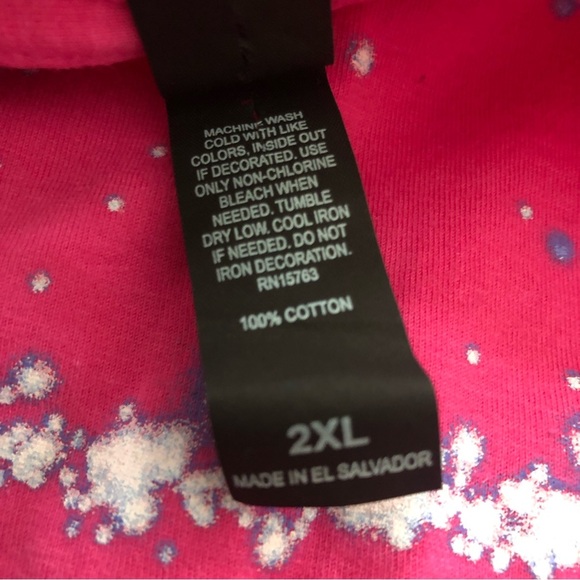 MACHINE WASH
COLD WITH LIKE
COLORS, INSIDE OUT
IF DECORATED. USE
ONLY NON-CHLORINE
BLEACH WHEN
NEEDED. TUMBLE
DRY LOW. COOL IRON
IF NEEDED. DO NOT
IRON DECORATION.
RN15763
100% COTTON
2XL
MADE IN EL SALVADOR